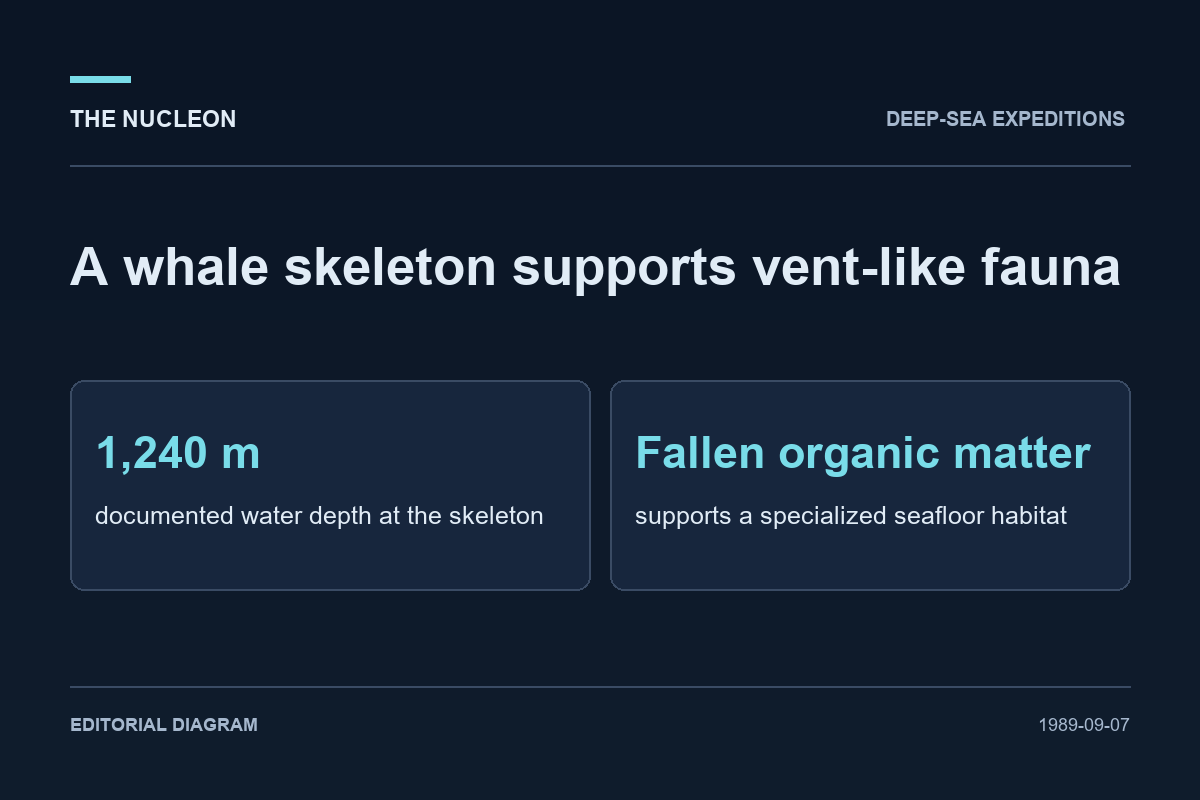 THE NUCLEON
DEEP-SEA EXPEDITIONS
A whale skeleton supports vent-like fauna
1,240 m
documented water depth at the skeleton
Fallen organic matter
supports a specialized seafloor habitat
EDITORIAL DIAGRAM
1989-09-07